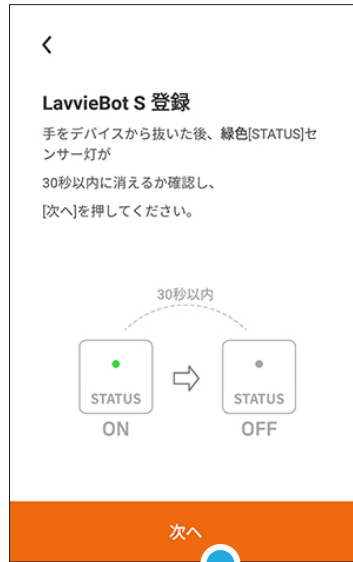 LavvieBot S 登録
手をデバイスから抜いた後、緑色[STATUS]セ
ンサー灯が
30秒以内に消えるか確認し、
[次へ]を押してください。
30秒以内
STATUS
STATUS
ON
OFF
次へ